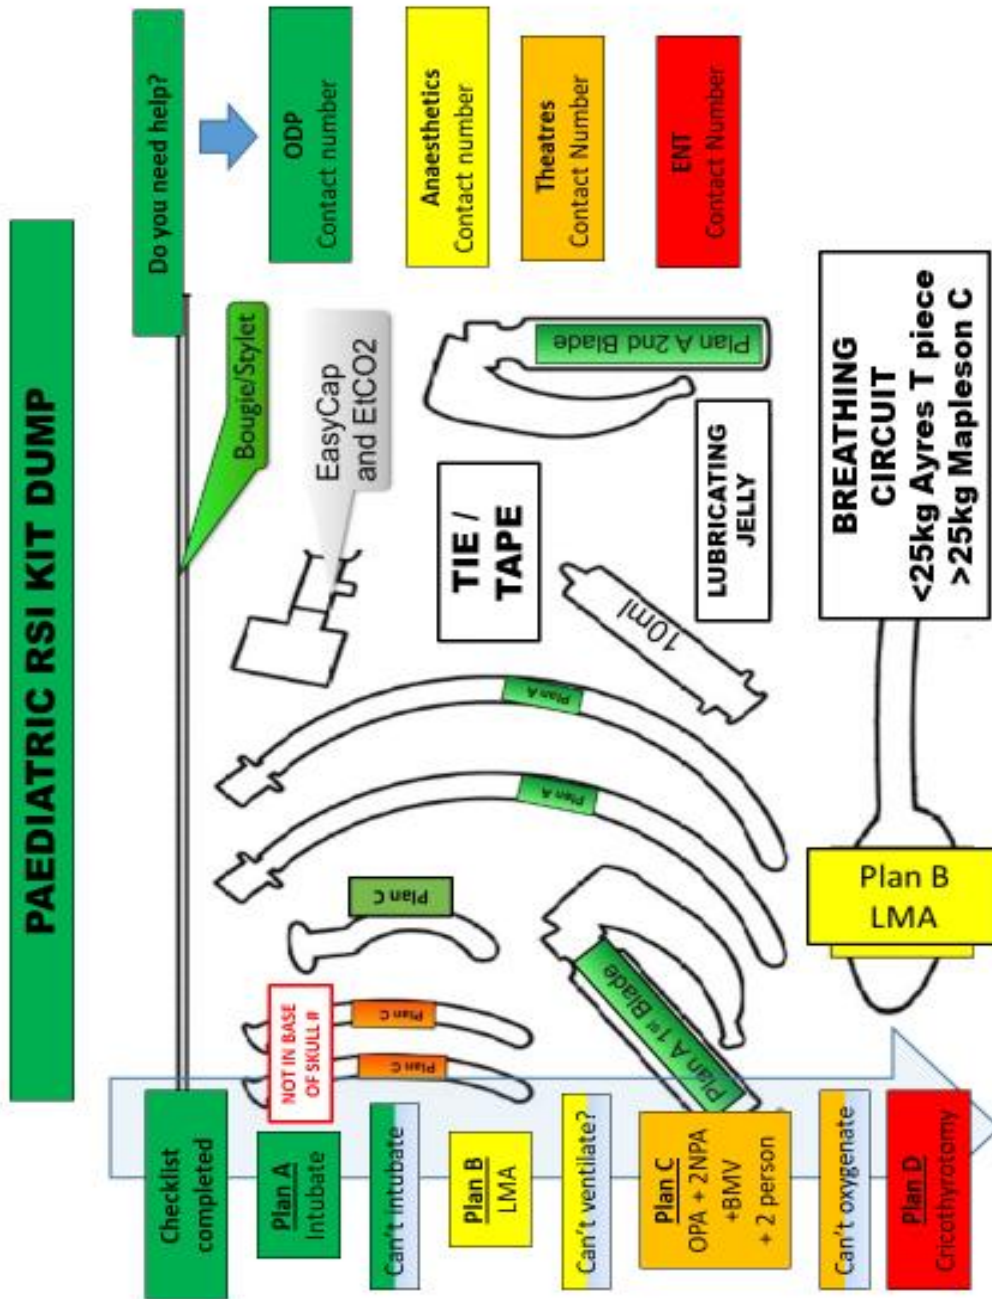 PAEDIATRIC RSI KIT DUMP
Checklist
completed
Plan A
Intubate
Can't intubate
Plan B
LMA
Can't ventilate?
Plan C
OPA + 2NPA
+BMV
+ 2 person
Can't oxygenate
Plan D
Cricothyrotomy
NOT IN BASE
OF SKULL #
Plan C
Plan C
Plan C
Plan A 1st Blade
Plan A
Plan A
Bougie/Stylet
EasyCap
and EtCO2
TIE /
TAPE
10ml
LUBRICATING
JELLY
Plan A 2nd Blade
Plan B
LMA
BREATHING
CIRCUIT
<25kg Ayres T piece
>25kg Mapleson C
Do you need help?
ODP
Contact number
Anaesthetics
Contact number
Theatres
Contact Number
ENT
Contact Number